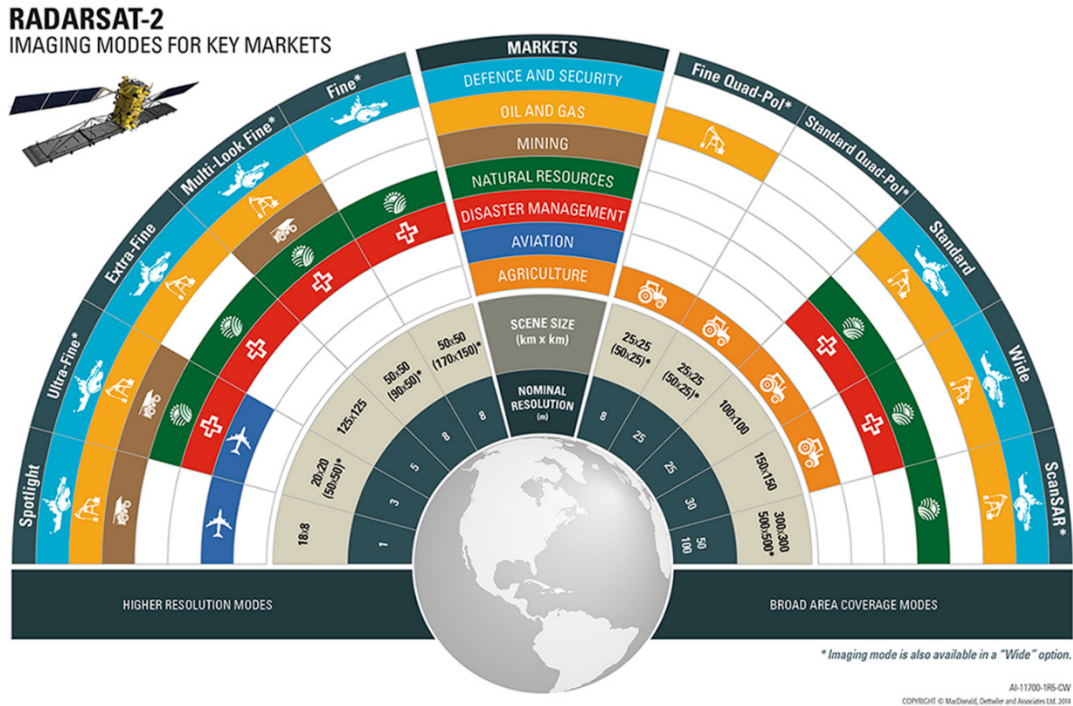 RADARSAT-2
IMAGING MODES FOR KEY MARKETS
MARKETS
DEFENCE AND SECURITY
OIL AND GAS
MINING
NATURAL RESOURCES
DISASTER MANAGEMENT
AVIATION
AGRICULTURE
SCENE SIZE
(km x km)
NOMINAL
RESOLUTION
(m)
Spotlight
Ultra-Fine*
Extra-Fine
Multi-Look Fine*
Fine*
Fine Quad-Pol*
Standard Quad-Pol*
Standard
Wide
ScanSAR*
18x8
20x20
(50x50)*
125x125
50x50
(90x50)*
50x50
(170x150)*
25x25
(50x25)*
25x25
(50x25)*
100x100
150x150
300x300
500x500*
1
3
5
8
8
8
25
25
30
50
100
HIGHER RESOLUTION MODES
BROAD AREA COVERAGE MODES
* Imaging mode is also available in a "Wide" option.
AI-11700-1R5-CW
COPYRIGHT © MacDonald, Dettwiler and Associates Ltd. 2014